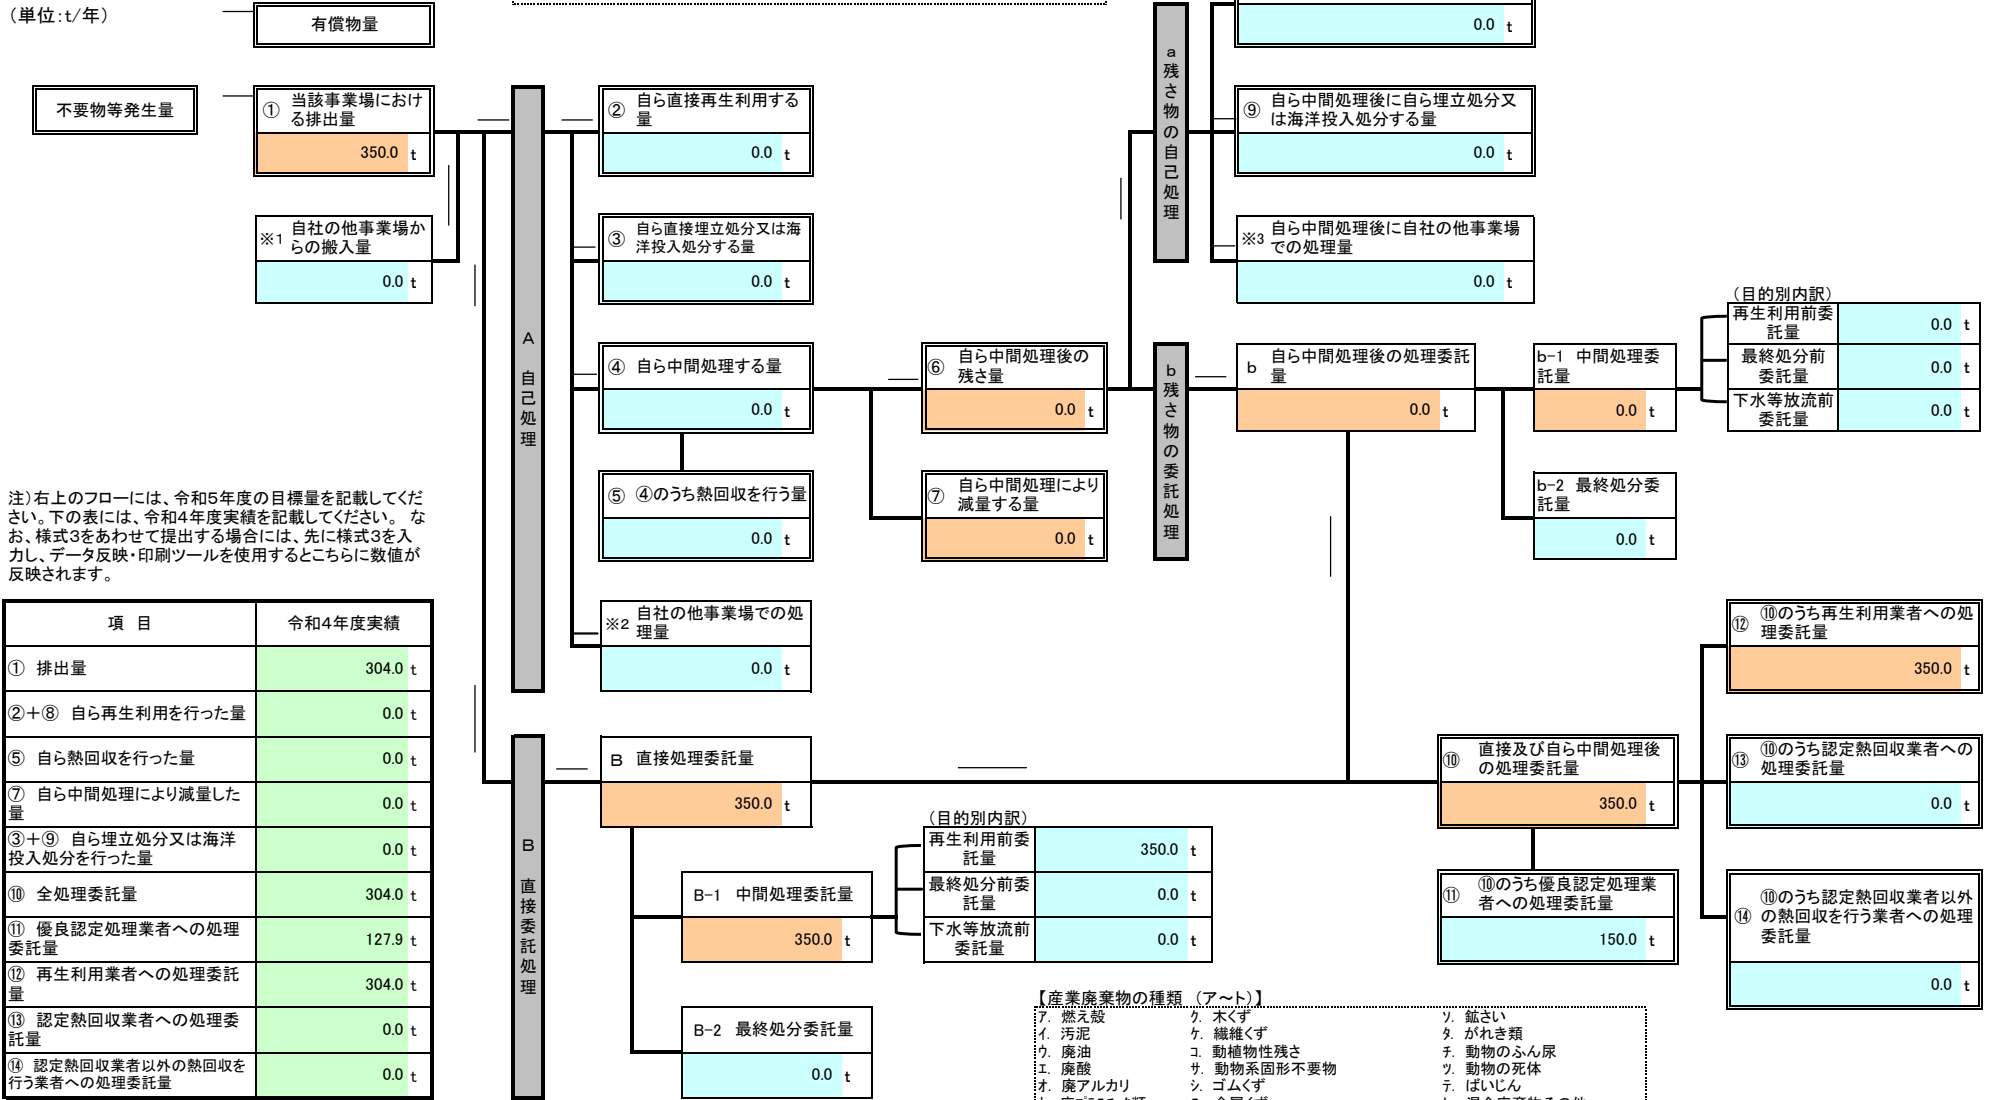 （単位:t/年）
有償物量
0.0 t
不要物等発生量
① 当該事業場におけ
る排出量
350.0 t
※1 自社の他事業場か
らの搬入量
0.0 t
A 自己処理
② 自ら直接再生利用する
量
0.0 t
③ 自ら直接埋立処分又は海
洋投入処分する量
0.0 t
④ 自ら中間処理する量
0.0 t
⑤ ④のうち熱回収を行う量
0.0 t
※2 自社の他事業場での処
理量
0.0 t
⑥ 自ら中間処理後の
残さ量
0.0 t
⑦ 自ら中間処理により
減量する量
0.0 t
a 残さ物の自己処理
⑨ 自ら中間処理後に自ら埋立処分又
は海洋投入処分する量
0.0 t
※3 自ら中間処理後に自社の他事業場
での処理量
0.0 t
b 残さ物の委託処理
b 自ら中間処理後の処理委託
量
0.0 t
b-1 中間処理委
託量
0.0 t
b-2 最終処分委
託量
0.0 t
（目的別内訳）
再生利用前委
託量
0.0 t
最終処分前
委託量
0.0 t
下水等放流前
委託量
0.0 t
注）右上のフローには、令和5年度の目標量を記載してくだ
さい。下の表には、令和4年度実績を記載してください。 な
お、様式3をあわせて提出する場合には、先に様式3を入
力し、データ反映・印刷ツールを使用するとこちらに数値が
反映されます。
項 目 令和4年度実績
① 排出量 304.0 t
②＋⑧ 自ら再生利用を行った量 0.0 t
⑤ 自ら熱回収を行った量 0.0 t
⑦ 自ら中間処理により減量した
量 0.0 t
③＋⑨ 自ら埋立処分又は海洋
投入処分を行った量 0.0 t
⑩ 全処理委託量 304.0 t
⑪ 優良認定処理業者への処理
委託量 127.9 t
⑫ 再生利用業者への処理委託
量 304.0 t
⑬ 認定熱回収業者への処理委
託量 0.0 t
⑭ 認定熱回収業者以外の熱回収を
行う業者への処理委託量 0.0 t
B 直接委託処理
B 直接処理委託量
350.0 t
B-1 中間処理委託量
350.0 t
B-2 最終処分委託量
0.0 t
（目的別内訳）
再生利用前委
託量
350.0 t
最終処分前委
託量
0.0 t
下水等放流前
委託量
0.0 t
⑩ 直接及び自ら中間処理後
の処理委託量
350.0 t
⑪ ⑩のうち優良認定処理業
者への処理委託量
150.0 t
⑫ ⑩のうち再生利用業者への処
理委託量
350.0 t
⑬ ⑩のうち認定熱回収業者への
処理委託量
0.0 t
⑭ ⑩のうち認定熱回収業者以外
の熱回収を行う業者への処理
委託量
0.0 t
【産業廃棄物の種類 （ア～ト）】
ア. 燃え殻 ク. 木くず ソ. 鉱さい
イ. 汚泥 ケ. 繊維くず タ. がれき類
ウ. 廃油 コ. 動植物性残さ チ. 動物のふん尿
エ. 廃酸 サ. 動物系固形不要物 ツ. 動物の死体
オ. 廃アルカリ シ. ゴムくず テ. ばいじん